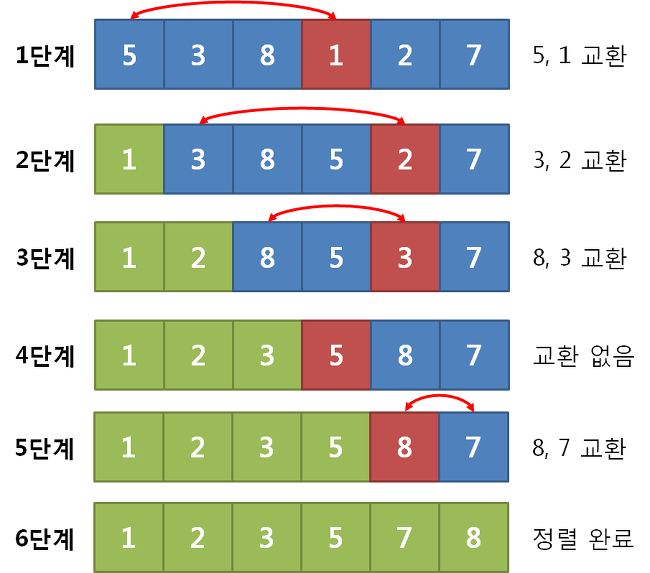 1단계 5 3 8 1 2 7 5, 1 교환
2단계 1 3 8 5 2 7 3, 2 교환
3단계 1 2 8 5 3 7 8, 3 교환
4단계 1 2 3 5 8 7 교환 없음
5단계 1 2 3 5 8 7 8, 7 교환
6단계 1 2 3 5 7 8 정렬 완료